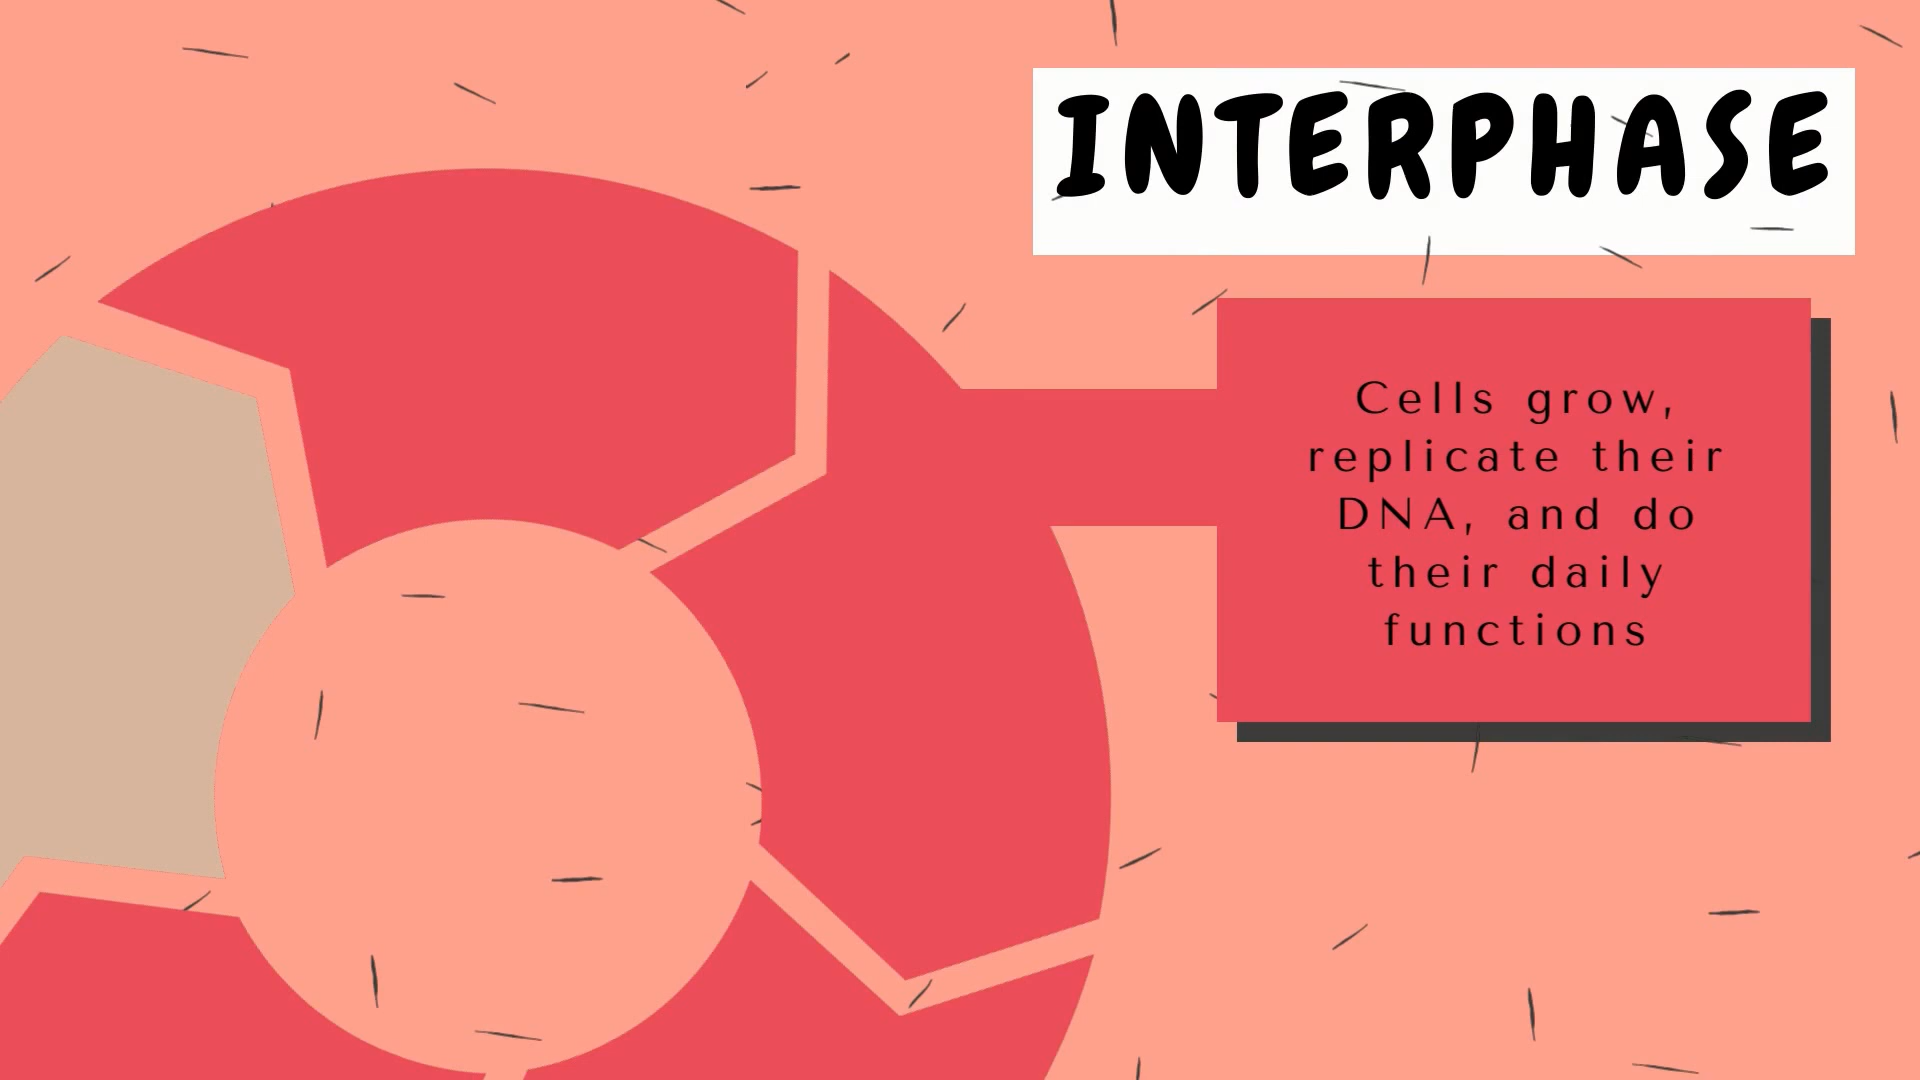 INTERPHASE
Cells grow,
replicate their
DNA, and do
their daily
functions